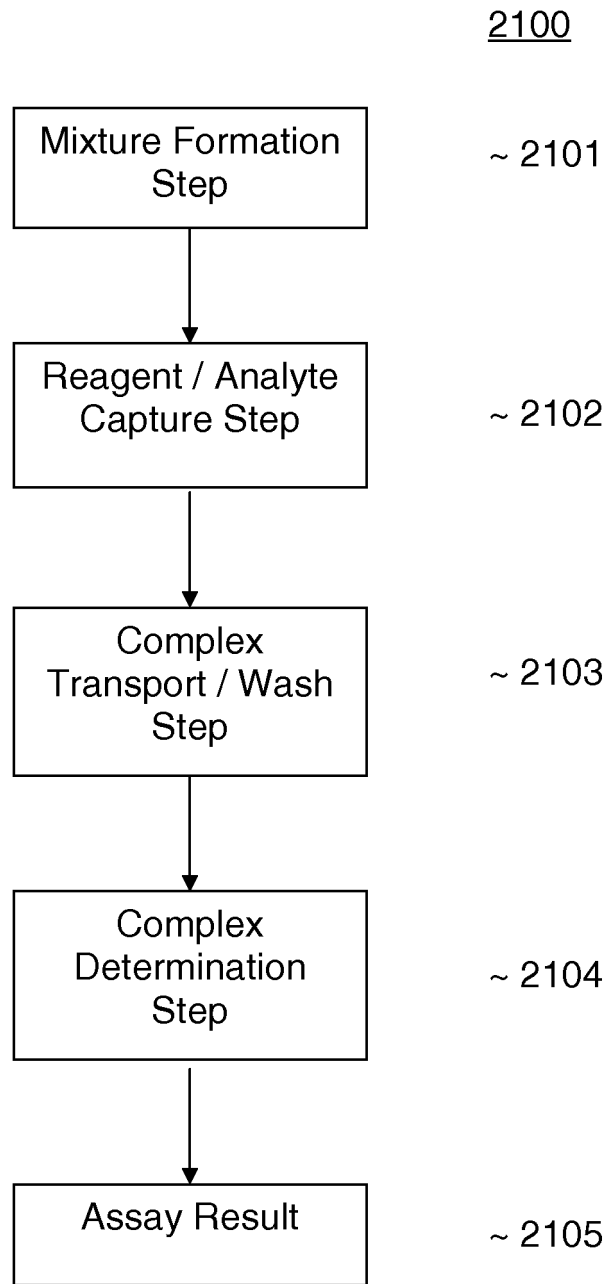 2100
Mixture Formation
Step
~ 2101
Reagent / Analyte
Capture Step
~ 2102
Complex
Transport / Wash
Step
~ 2103
Complex
Determination
Step
~ 2104
Assay Result
~ 2105